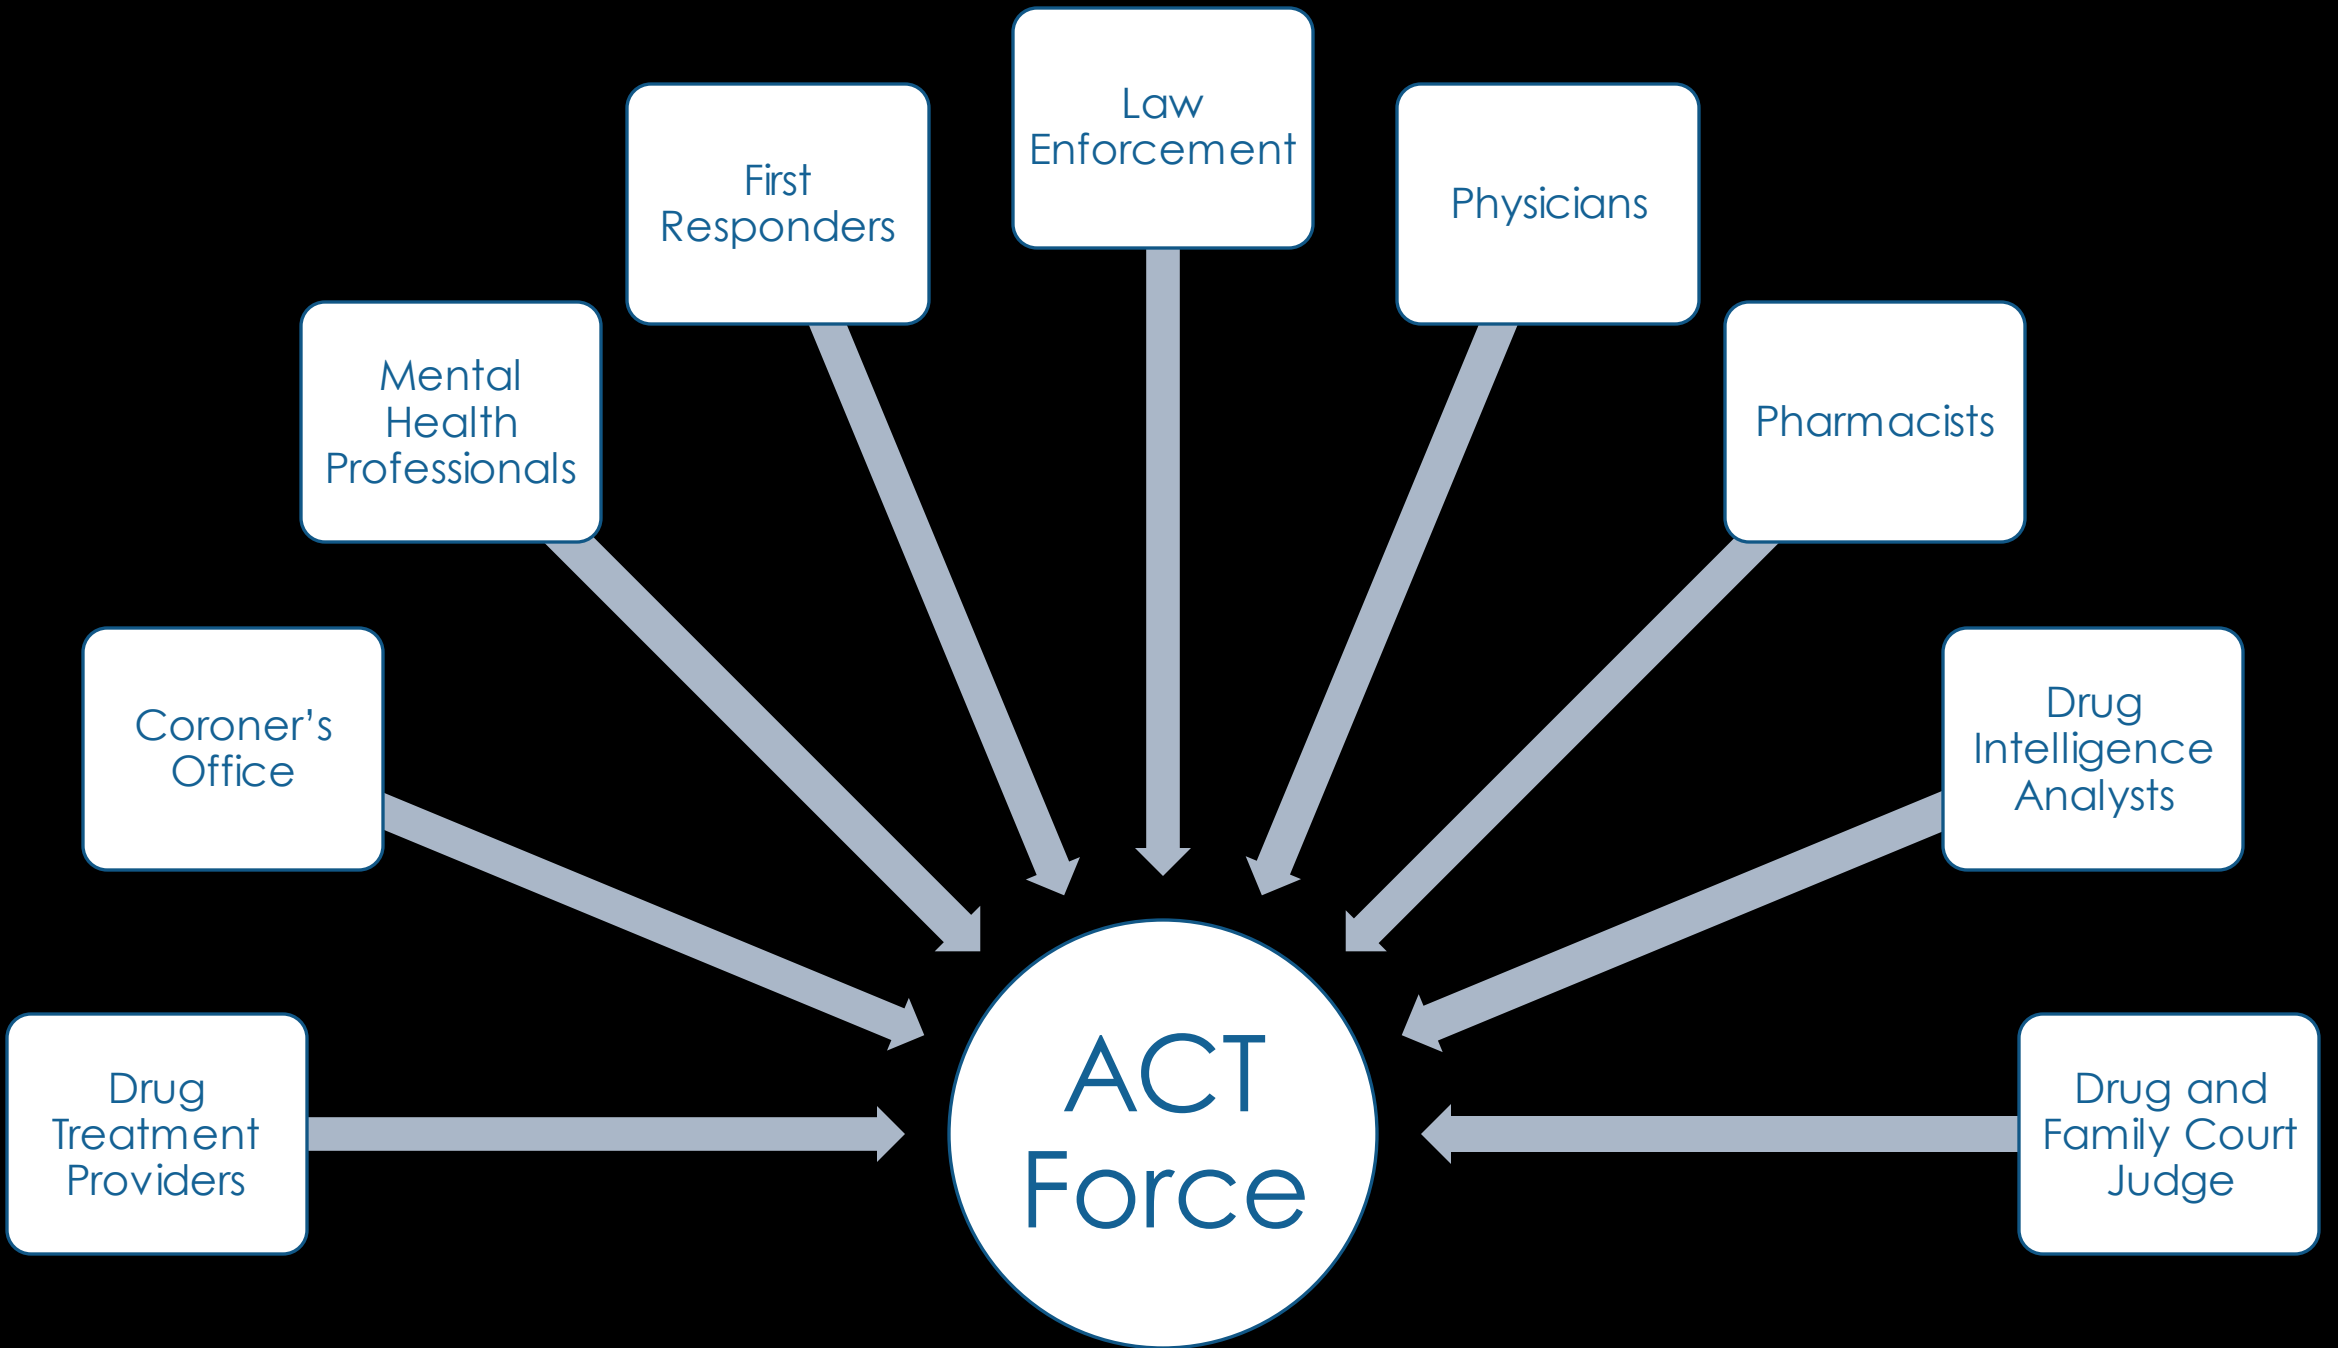 Law
Enforcement
First
Responders
Physicians
Mental
Health
Professionals
Pharmacists
Coroner’s
Office
Drug
Intelligence
Analysts
Drug
Treatment
Providers
ACT
Force
Drug and
Family Court
Judge